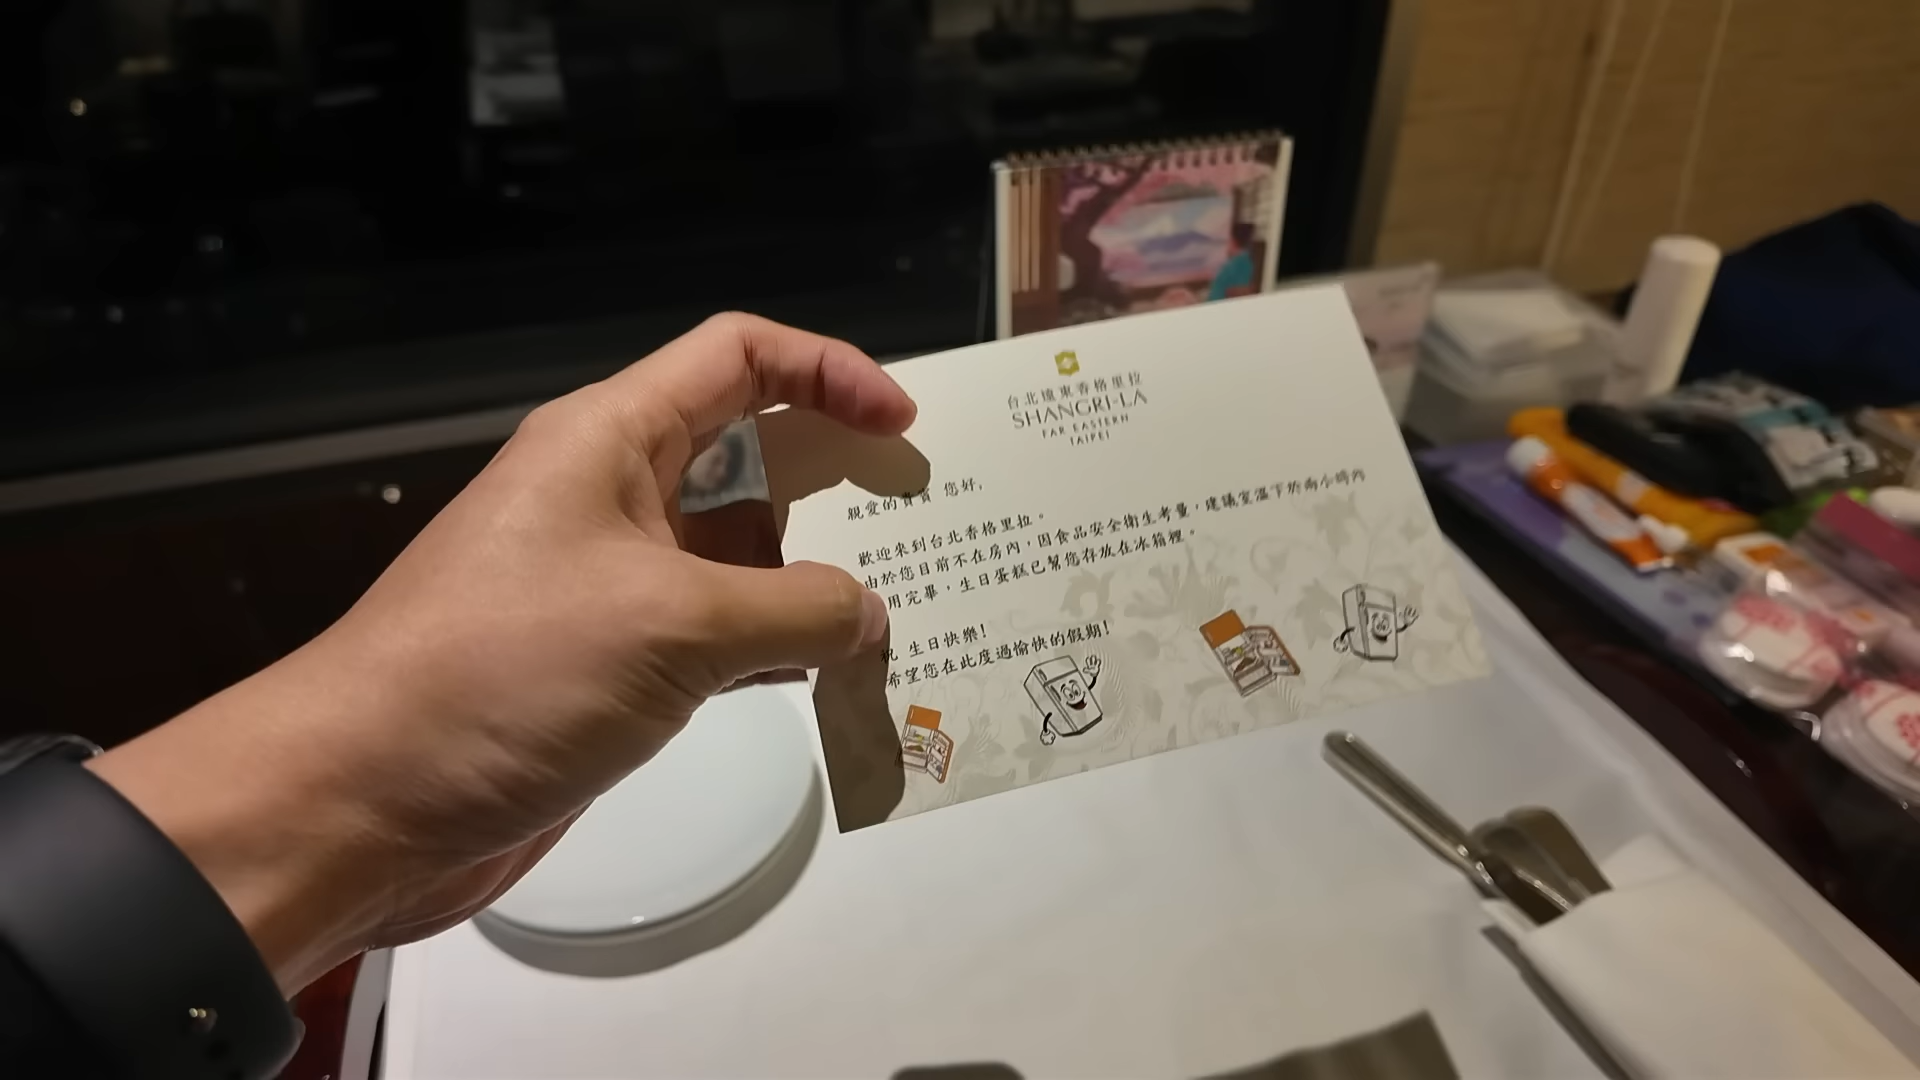 台北遠東香格里拉
SHANGRI-LA
FAR EASTERN
TAIPEI
親愛的貴賓 您好,
歡迎來到台北香格里拉。
由於您目前不在房內，因食品安全衛生考量，建議室溫下於兩小時內
用完畢，生日蛋糕已幫您存放在冰箱裡。
祝 生日快樂!
希望您在此度過愉快的假期!